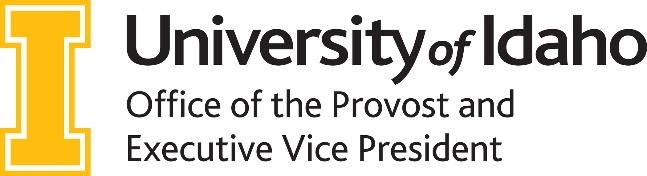 University of Idaho
Office of the Provost and
Executive Vice President